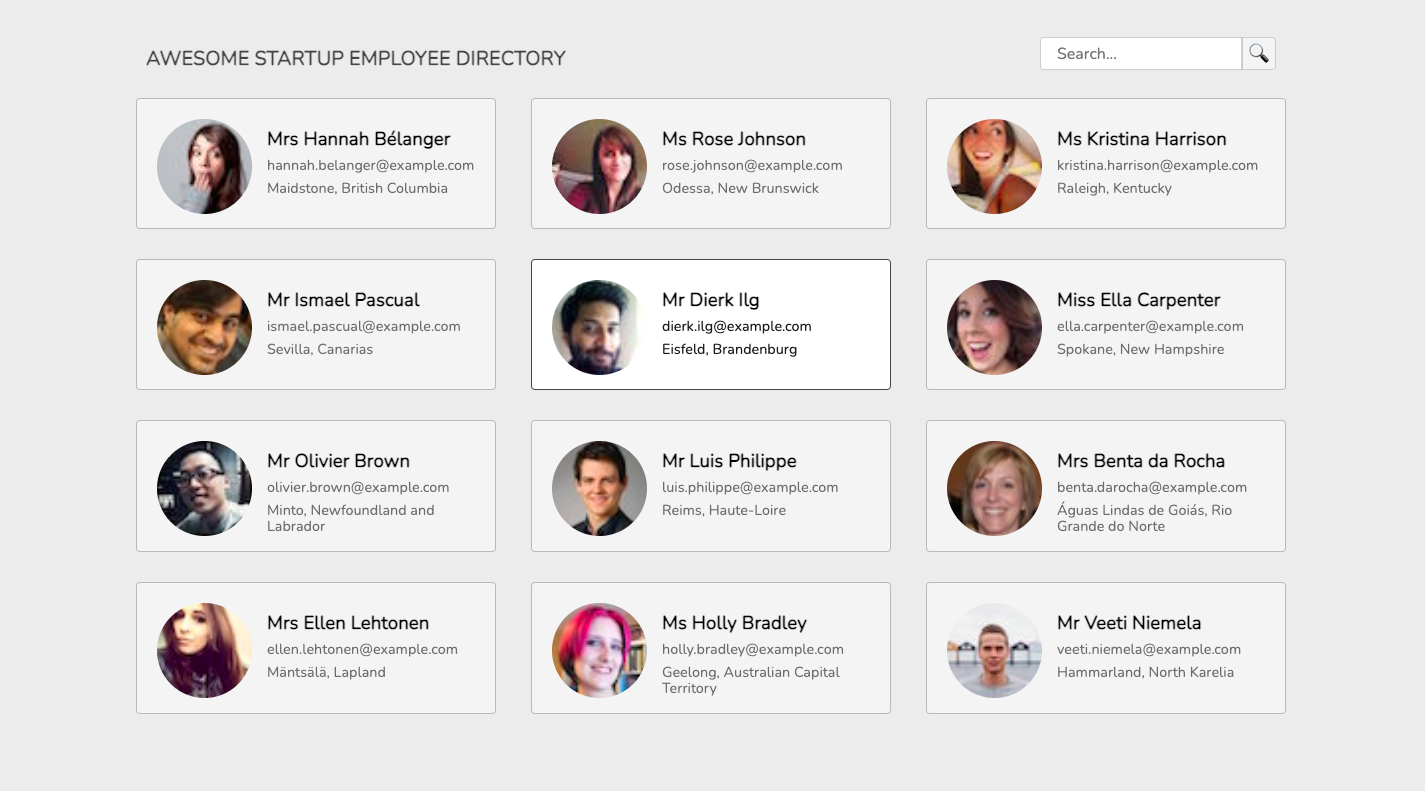 AWESOME STARTUP EMPLOYEE DIRECTORY
Search...
Mrs Hannah Bélanger
hannah.belanger@example.com
Maidstone, British Columbia
Ms Rose Johnson
rose.johnson@example.com
Odessa, New Brunswick
Ms Kristina Harrison
kristina.harrison@example.com
Raleigh, Kentucky
Mr Ismael Pascual
ismael.pascual@example.com
Sevilla, Canarias
Mr Dierk Ilg
dierk.ilg@example.com
Eisfeld, Brandenburg
Miss Ella Carpenter
ella.carpenter@example.com
Spokane, New Hampshire
Mr Olivier Brown
olivier.brown@example.com
Minto, Newfoundland and
Labrador
Mr Luis Philippe
luis.philippe@example.com
Reims, Haute-Loire
Mrs Benta da Rocha
benta.darocha@example.com
Águas Lindas de Goiás, Rio
Grande do Norte
Mrs Ellen Lehtonen
ellen.lehtonen@example.com
Mäntsälä, Lapland
Ms Holly Bradley
holly.bradley@example.com
Geelong, Australian Capital
Territory
Mr Veeti Niemela
veeti.niemela@example.com
Hammarland, North Karelia